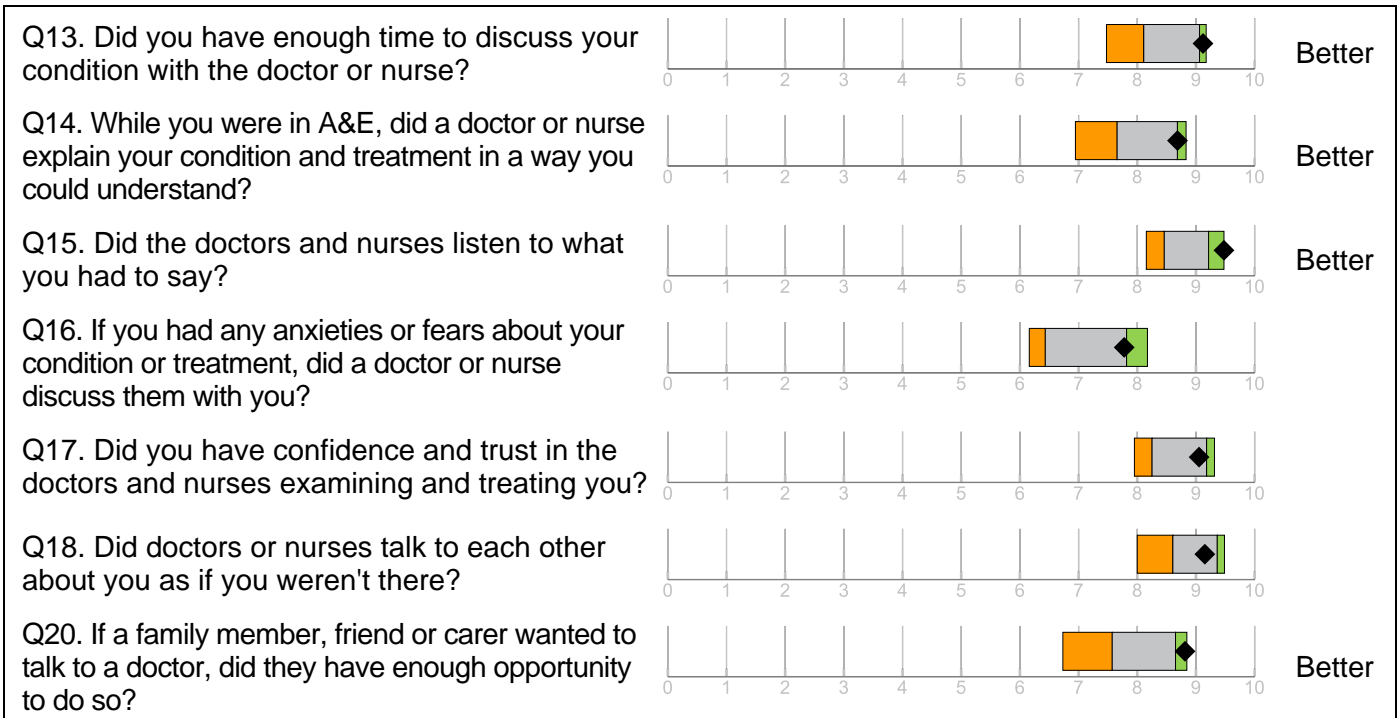 Q13. Did you have enough time to discuss your
condition with the doctor or nurse?
0 1 2 3 4 5 6 7 8 9 10
Better
Q14. While you were in A&E, did a doctor or nurse
explain your condition and treatment in a way you
could understand?
0 1 2 3 4 5 6 7 8 9 10
Better
Q15. Did the doctors and nurses listen to what
you had to say?
0 1 2 3 4 5 6 7 8 9 10
Better
Q16. If you had any anxieties or fears about your
condition or treatment, did a doctor or nurse
discuss them with you?
0 1 2 3 4 5 6 7 8 9 10
Q17. Did you have confidence and trust in the
doctors and nurses examining and treating you?
0 1 2 3 4 5 6 7 8 9 10
Q18. Did doctors or nurses talk to each other
about you as if you weren't there?
0 1 2 3 4 5 6 7 8 9 10
Q20. If a family member, friend or carer wanted to
talk to a doctor, did they have enough opportunity
to do so?
0 1 2 3 4 5 6 7 8 9 10
Better